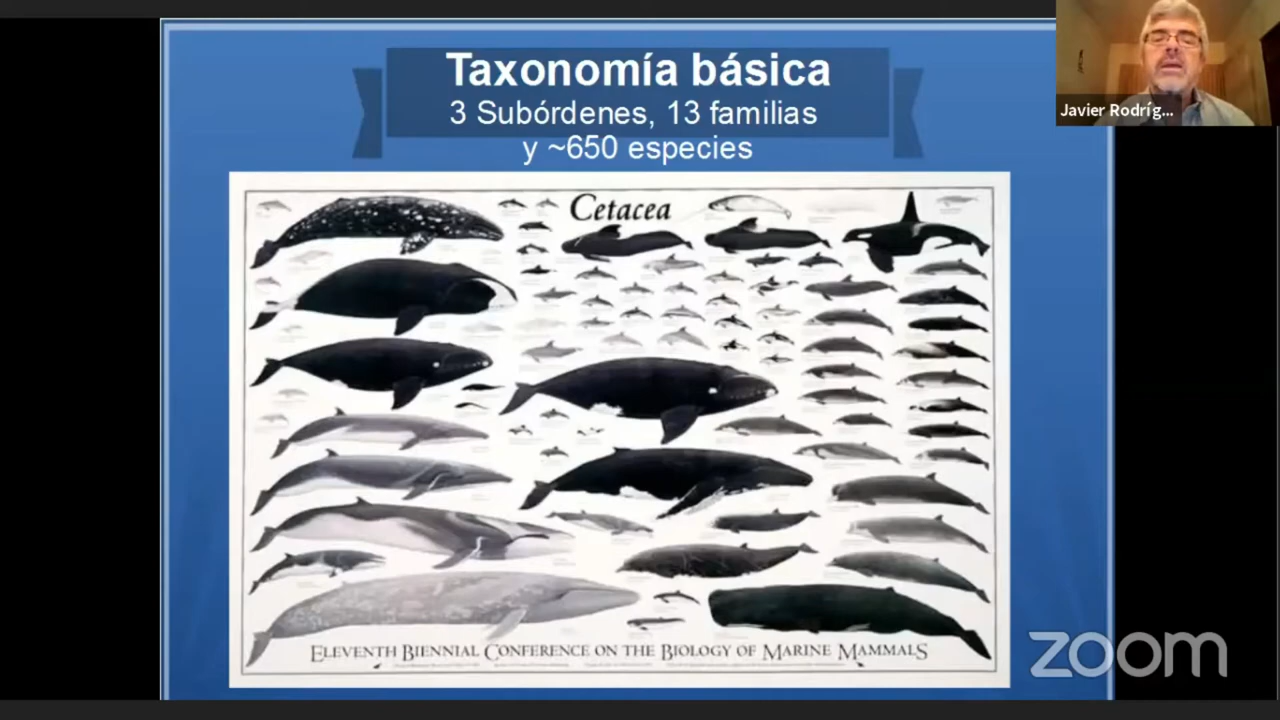 Taxonomía básica
3 Subórdenes, 13 familias
y ~650 especies
Javier Rodríg...
Cetacea
ELEVENTH BIENNIAL CONFERENCE ON THE BIOLOGY OF MARINE MAMMALS
zoom